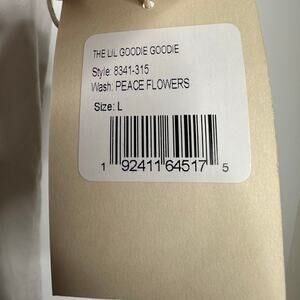 THE LIL GOODIE GOODIE
Style: 8341-315
Wash: PEACE FLOWERS
Size: L
1 92411 64517 5